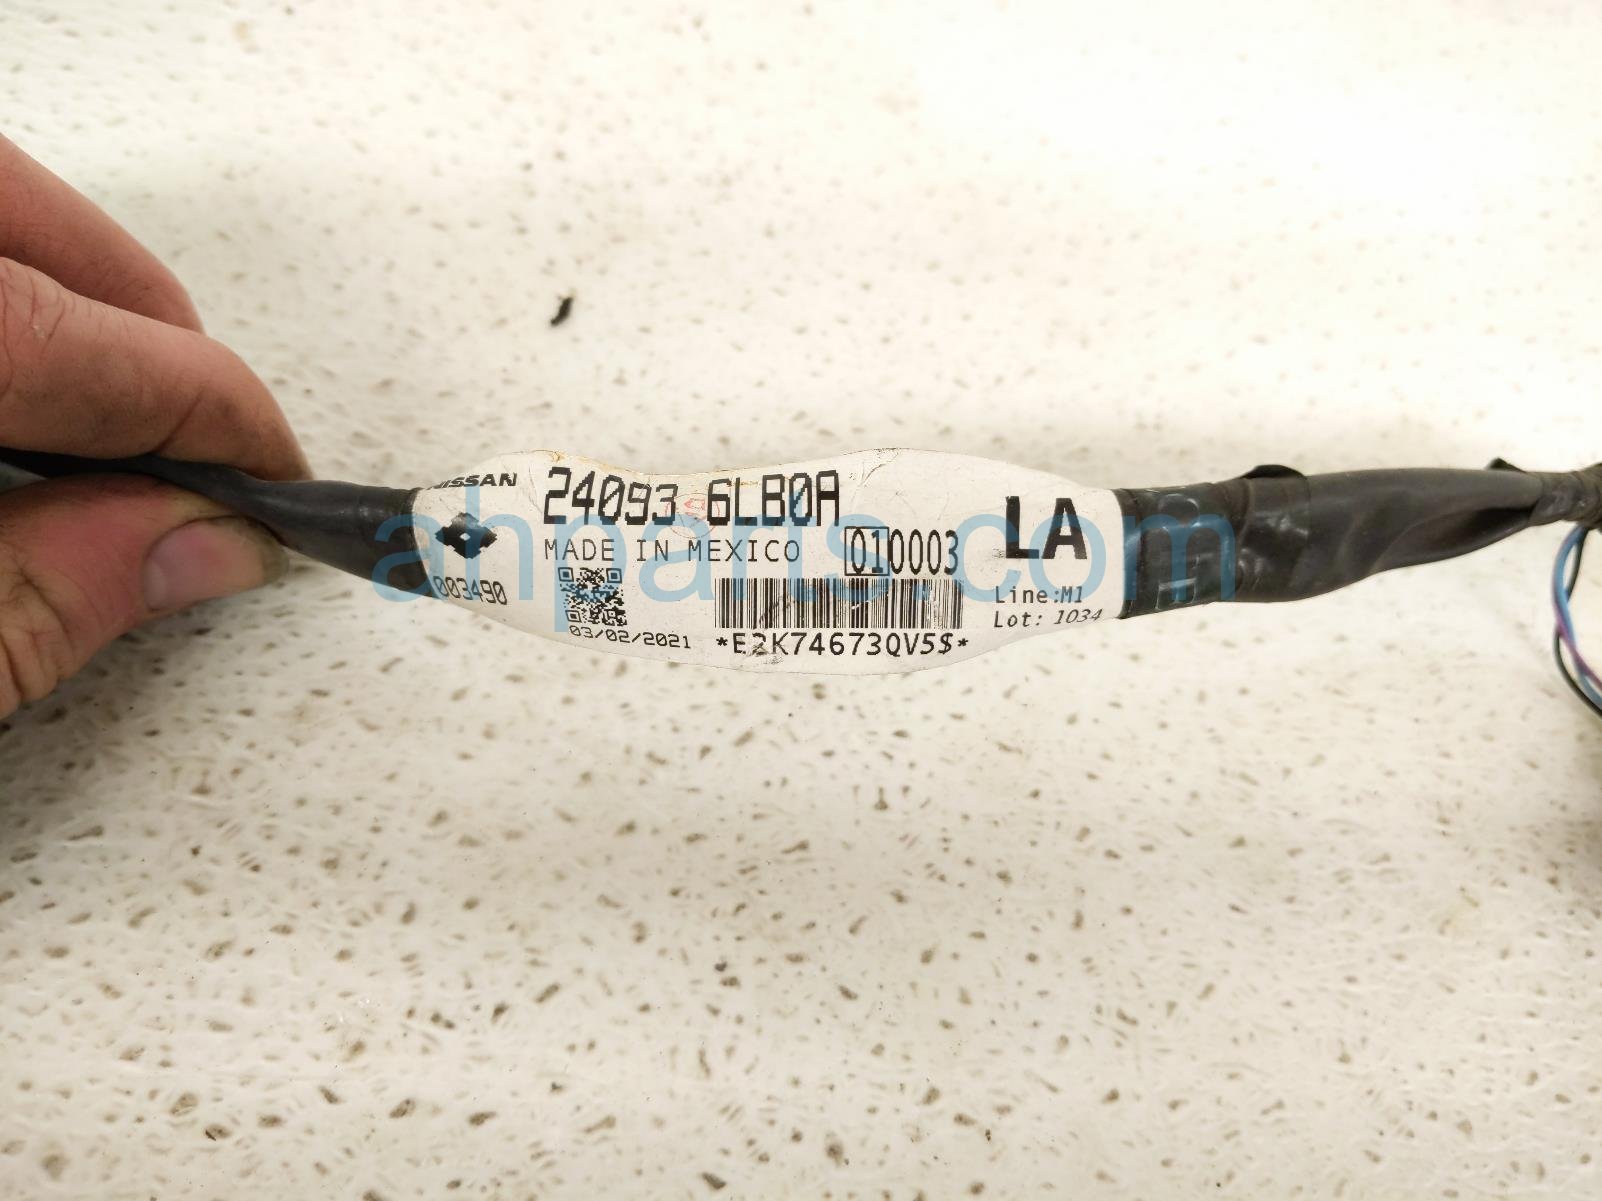 NISSAN
24093 6LB0A
MADE IN MEXICO
010003
LA
003490
Line:M1
Lot: 1034
03/02/2021
*E2K74673QV5$*
ahparts.com